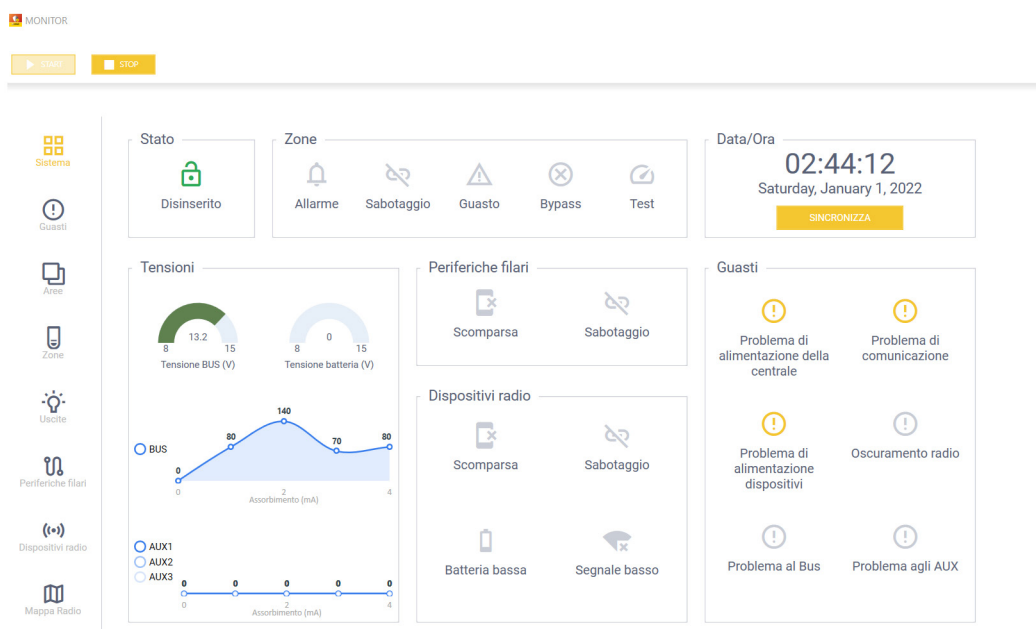 MONITOR
START
STOP
Sistema
Guasti
Aree
Zone
Uscite
Periferiche filari
Dispositivi radio
Mappa Radio
Stato
Disinserito
Zone
Allarme
Sabotaggio
Guasto
Bypass
Test
Data/Ora
02:44:12
Saturday, January 1, 2022
SINCRONIZZA
Tensioni
13.2
8
15
Tensione BUS (V)
0
8
15
Tensione batteria (V)
BUS
0
80
140
70
80
0
2
4
Assorbimento (mA)
AUX1
AUX2
AUX3
0
0
0
0
0
0
2
4
Assorbimento (mA)
Periferiche filari
Scomparsa
Sabotaggio
Dispositivi radio
Scomparsa
Sabotaggio
Batteria bassa
Segnale basso
Guasti
Problema di
alimentazione della
centrale
Problema di
comunicazione
Problema di
alimentazione
dispositivi
Oscuramento radio
Problema al Bus
Problema agli AUX